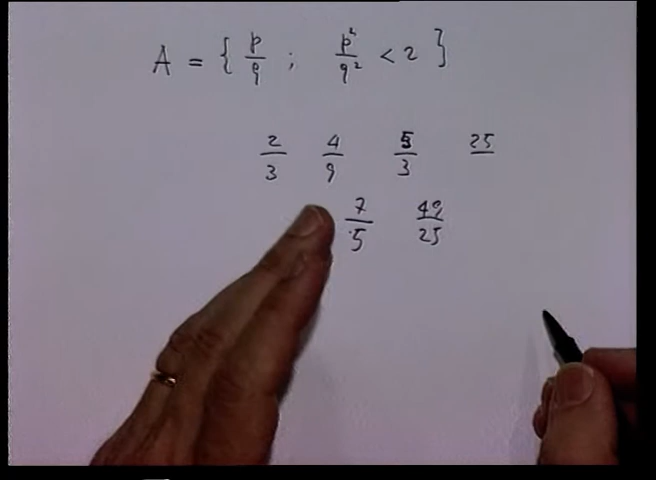 A = { p/q ; p²/q² < 2 }
2/3 4/9 5/3 25/
7/5 49/25